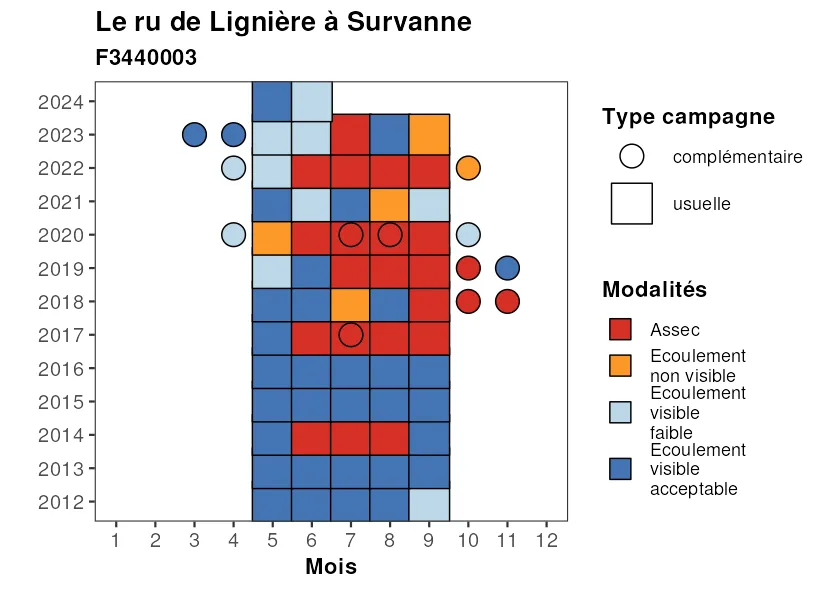 Le ru de Lignière à Survanne
F3440003
2024
2023
2022
2021
2020
2019
2018
2017
2016
2015
2014
2013
2012
1 2 3 4 5 6 7 8 9 10 11 12
Mois
Type campagne
complémentaire
usuelle
Modalités
Assec
Ecoulement
non visible
Ecoulement
visible
faible
Ecoulement
visible
acceptable